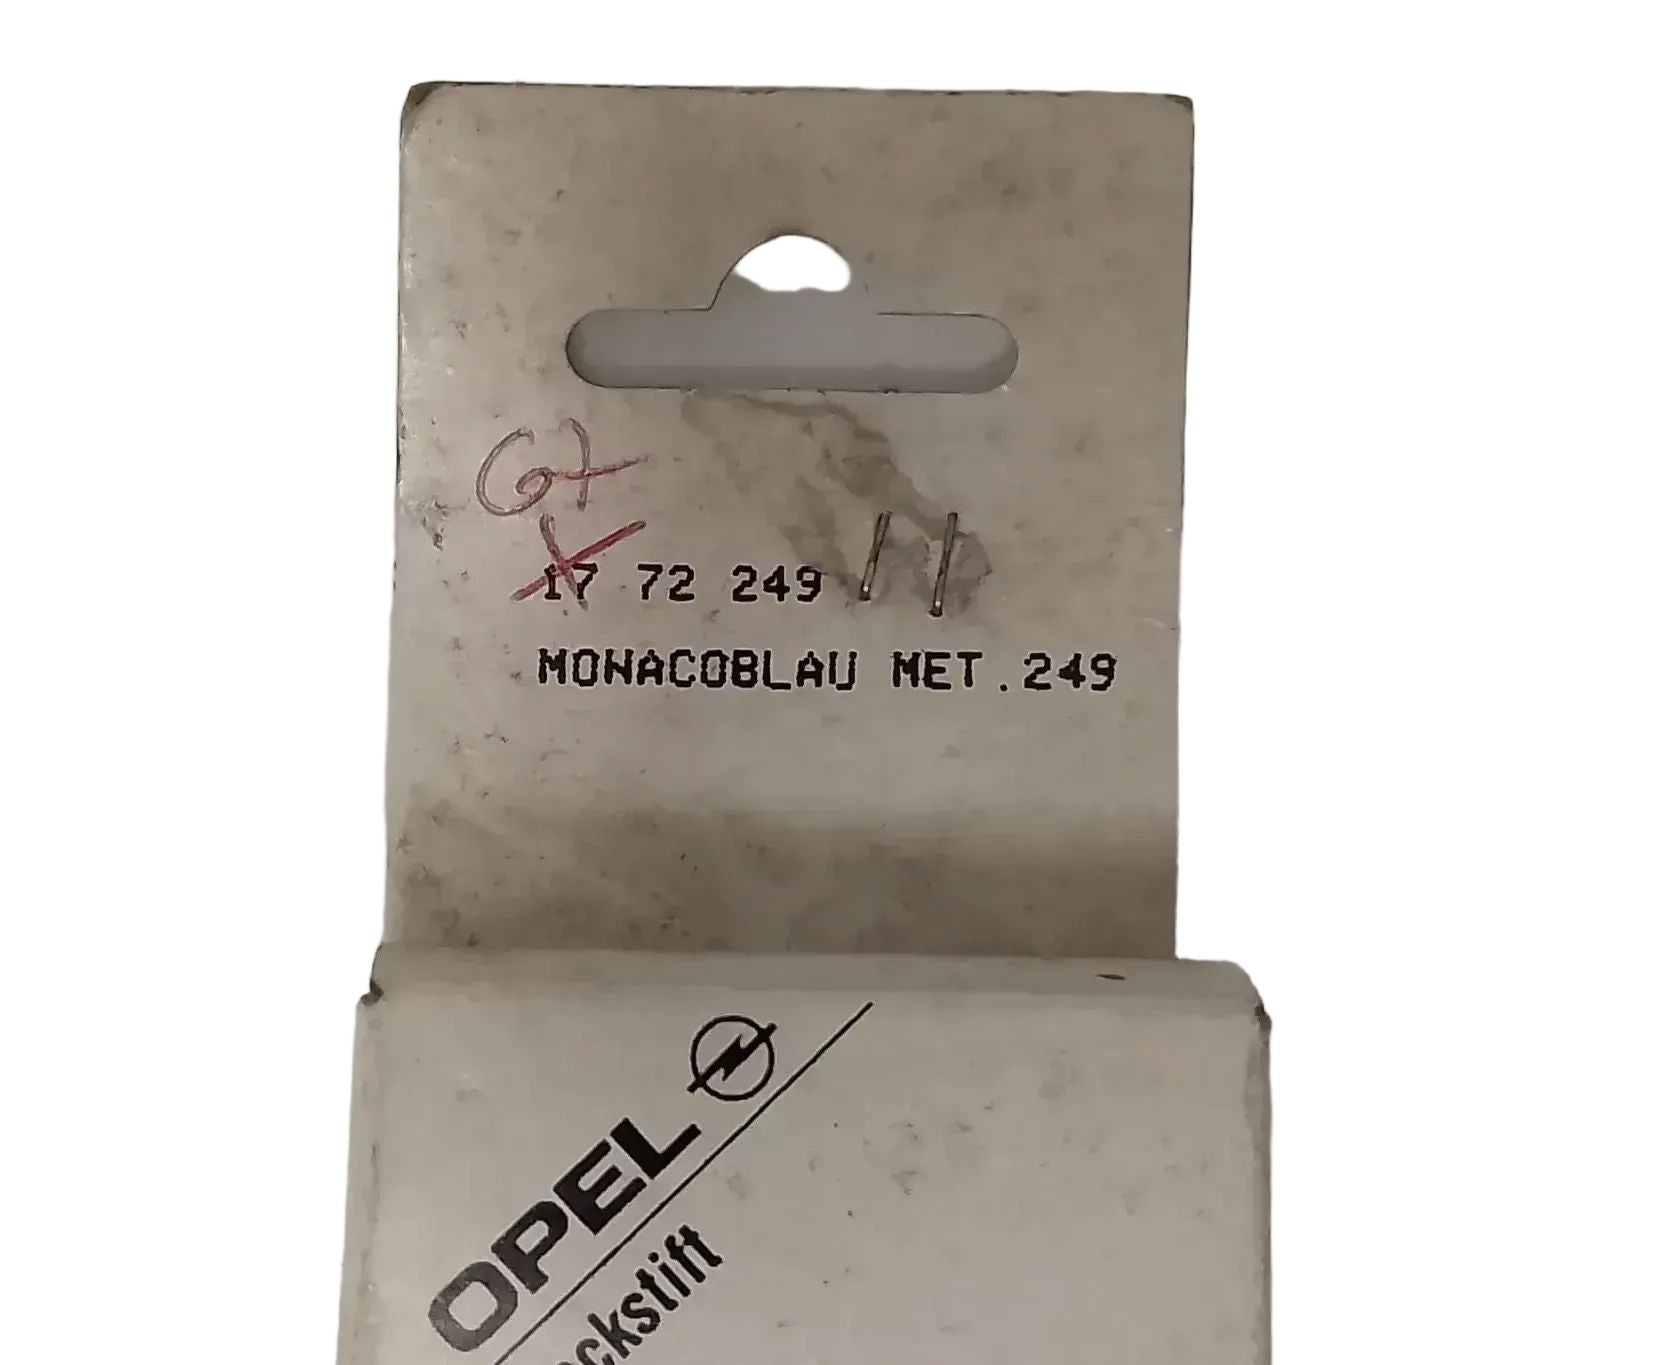 17 72 249
MONACOBLAU MET.249
OPEL
ckstift